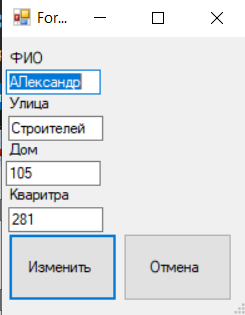 For...
ФИО
АЛександр
Улица
Строителей
Дом
105
Кваритра
281
Изменить Отмена